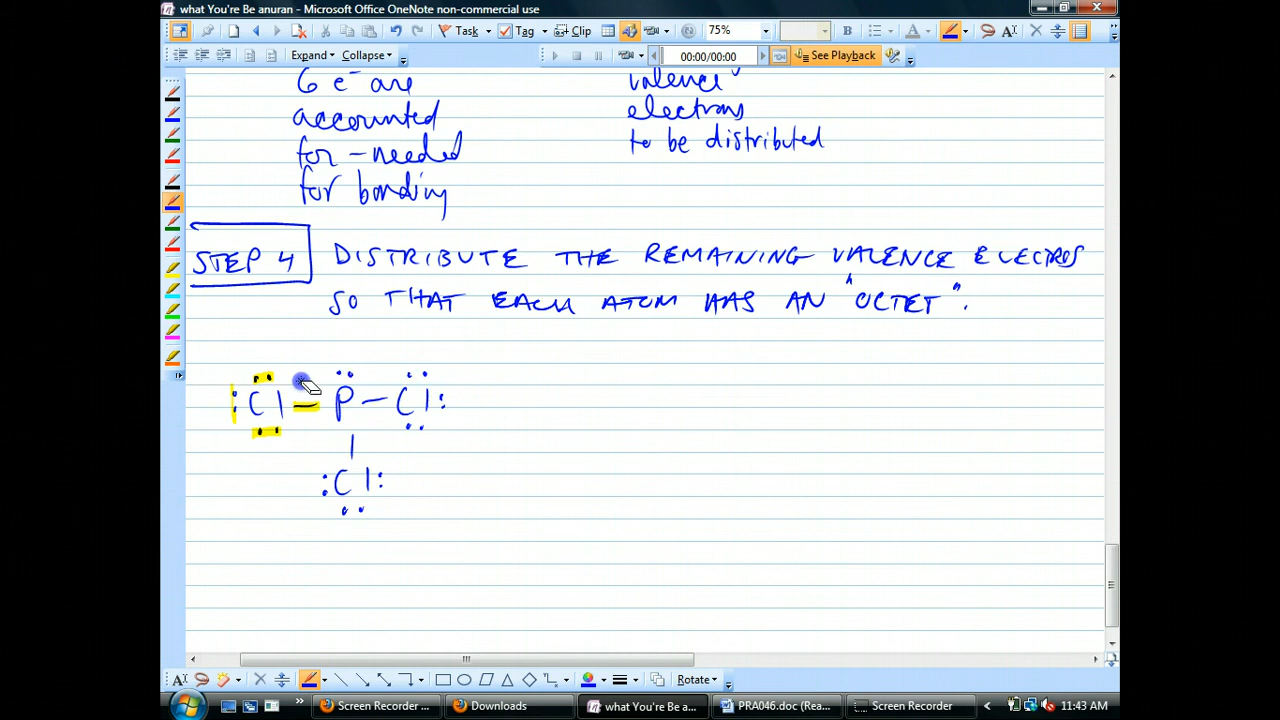 what You're Be anuran - Microsoft Office OneNote non-commercial use
Task Tag Clip 75% B
Expand Collapse 00:00/00:00 See Playback
6 e⁻ are
accounted
for - needed
for bonding
valence
electrons
to be distributed
STEP 4 DISTRIBUTE THE REMAINING VALENCE ELECTROS
SO THAT EACH ATOM HAS AN "OCTET".
:Cl - P - Cl:
|
:Cl:
Rotate
Screen Recorder ... Downloads what You're Be a... PRA046.doc (Rea... Screen Recorder 11:43 AM